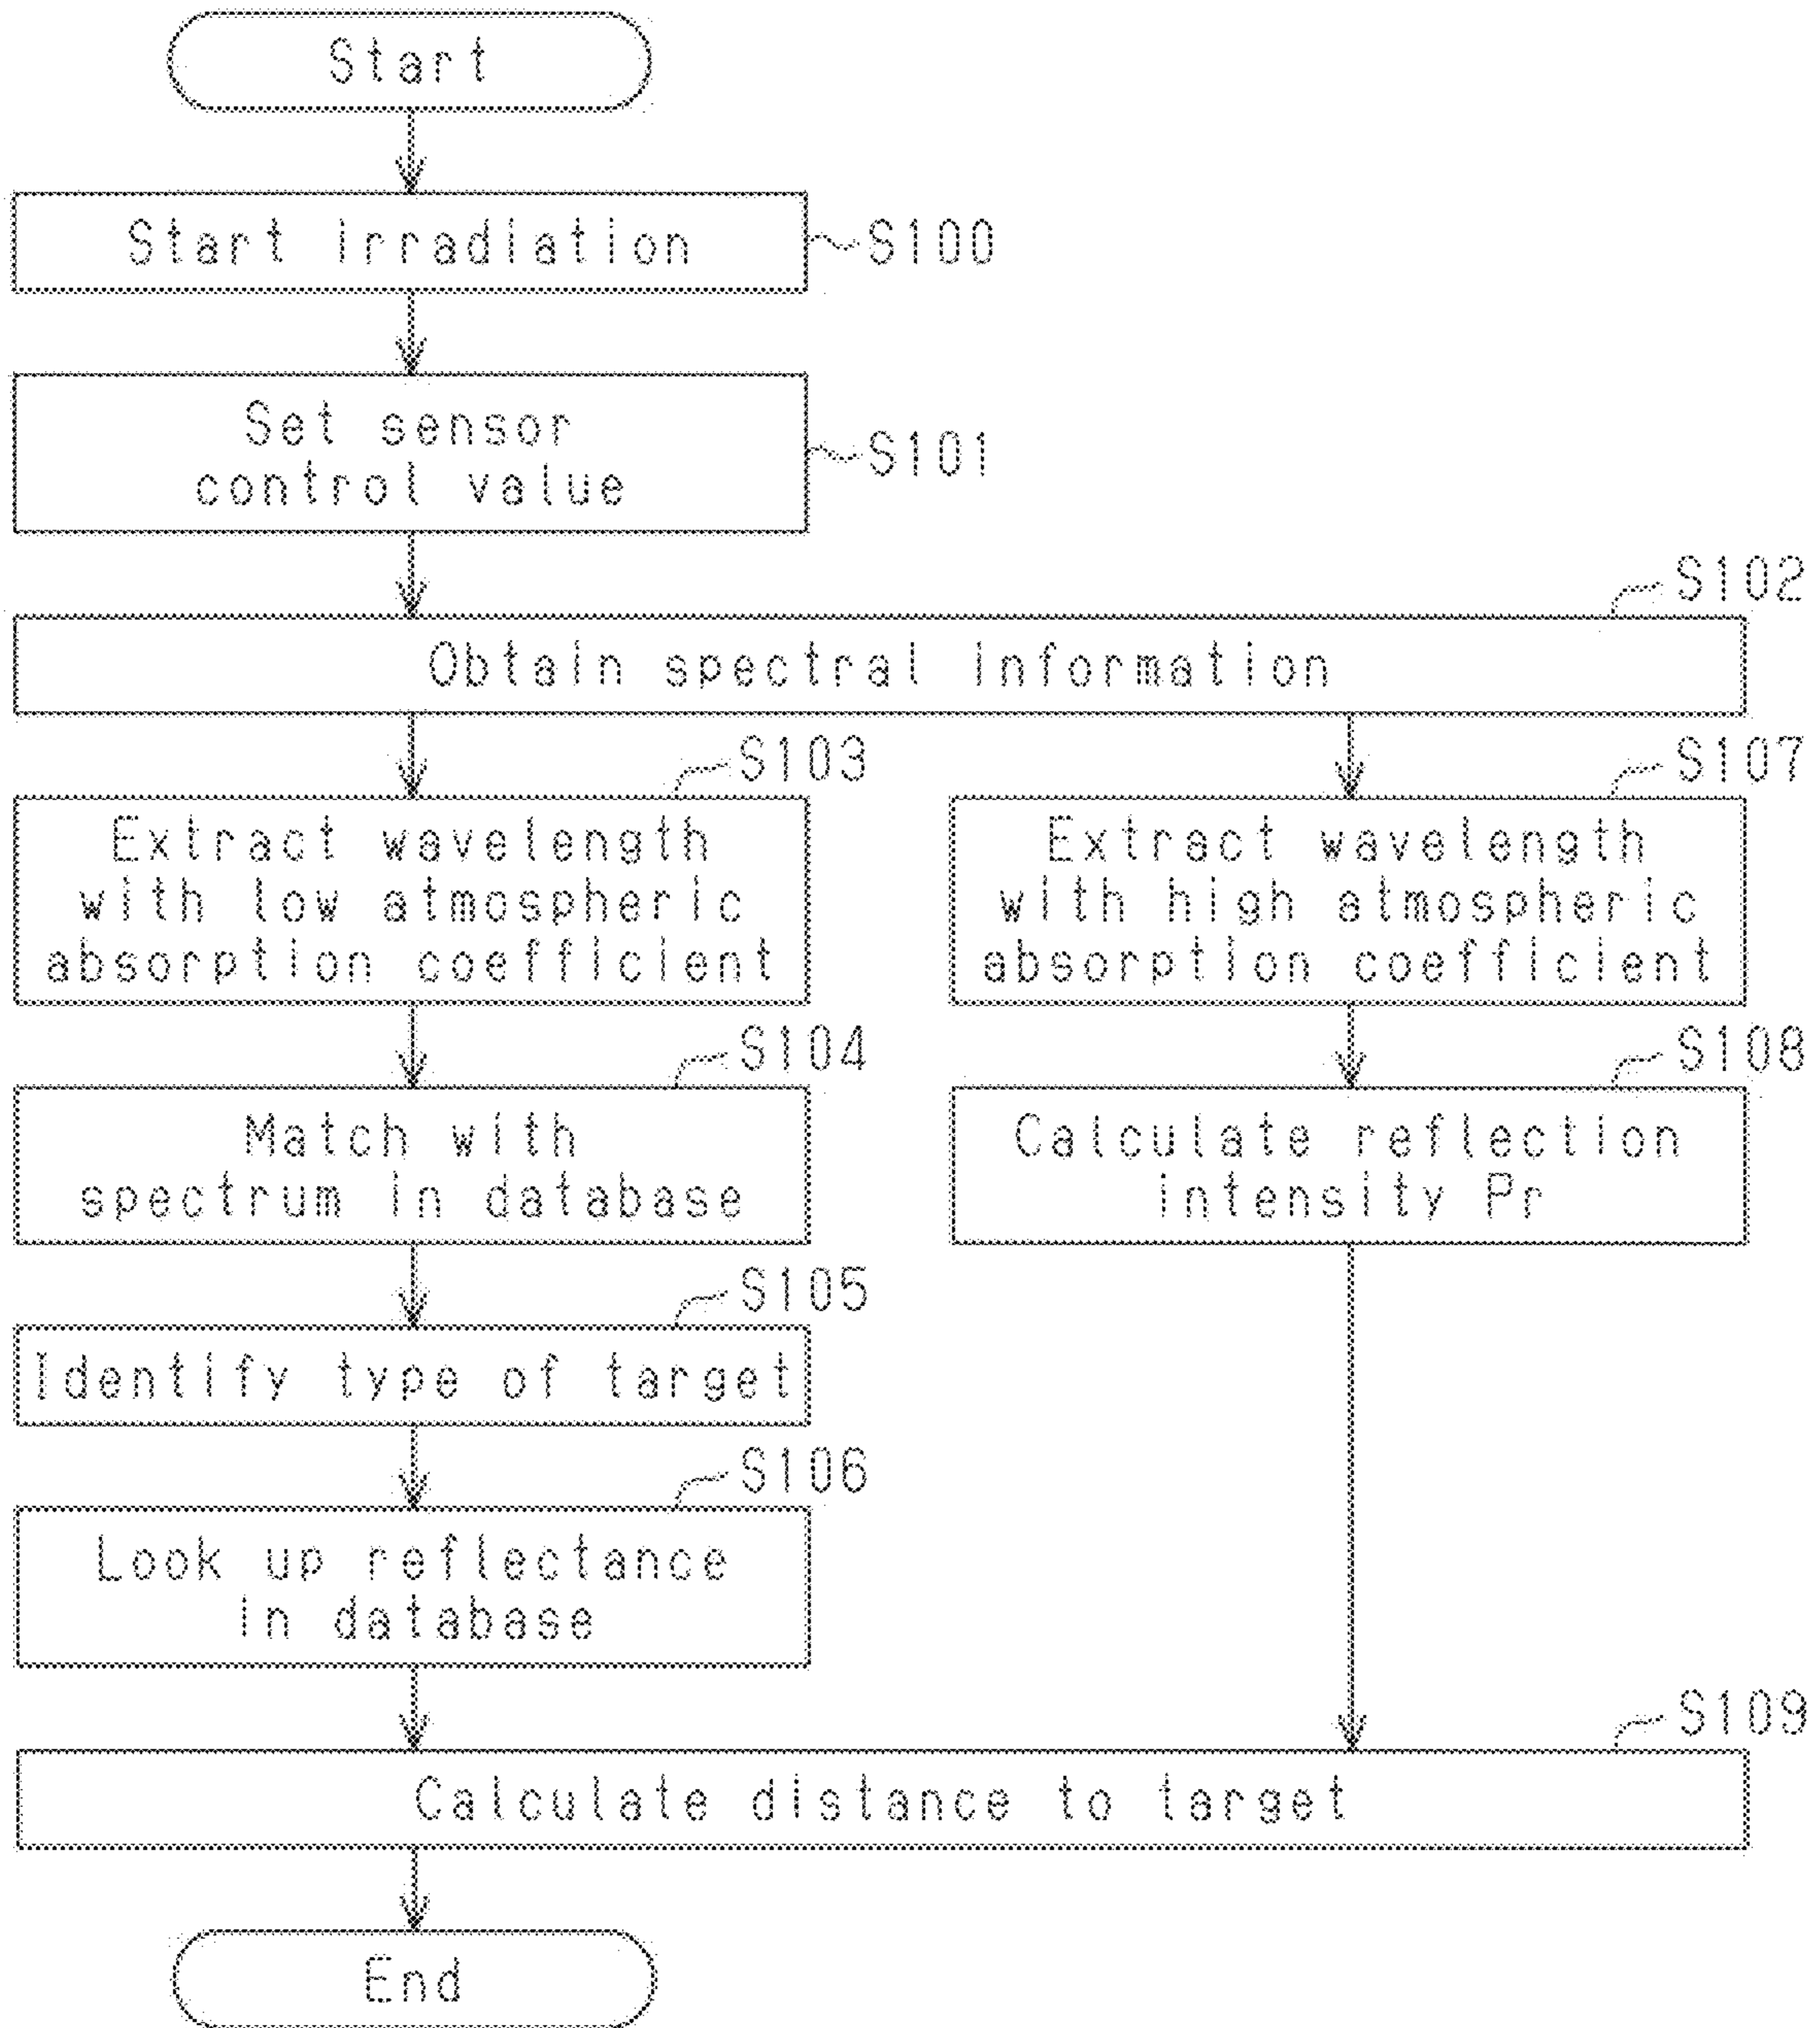 Start
Start irradiation
S100
Set sensor
control value
S101
S102
Obtain spectral information
S103
Extract wavelength
with low atmospheric
absorption coefficient
S107
Extract wavelength
with high atmospheric
absorption coefficient
S104
Match with
spectrum in database
S108
Calculate reflection
intensity Pr
S105
Identify type of target
S106
Look up reflectance
in database
S109
Calculate distance to target
End